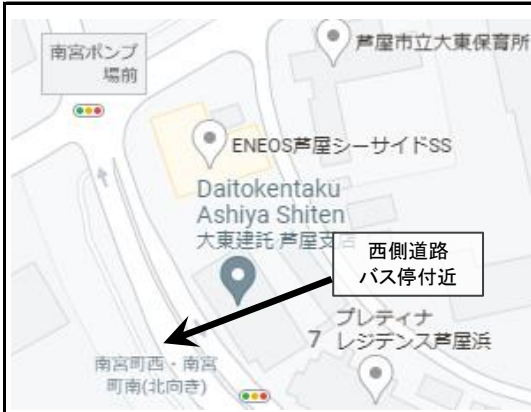 南宮ポンプ
場前
芦屋市立大東保育所
ENEOS芦屋シーサイドSS
Daitokentaku
Ashiya Shiten
大東建託 芦屋支店
西側道路
バス停付近
プレティナ
7 レジデンス芦屋浜
南宮町西・南宮
町南(北向き)